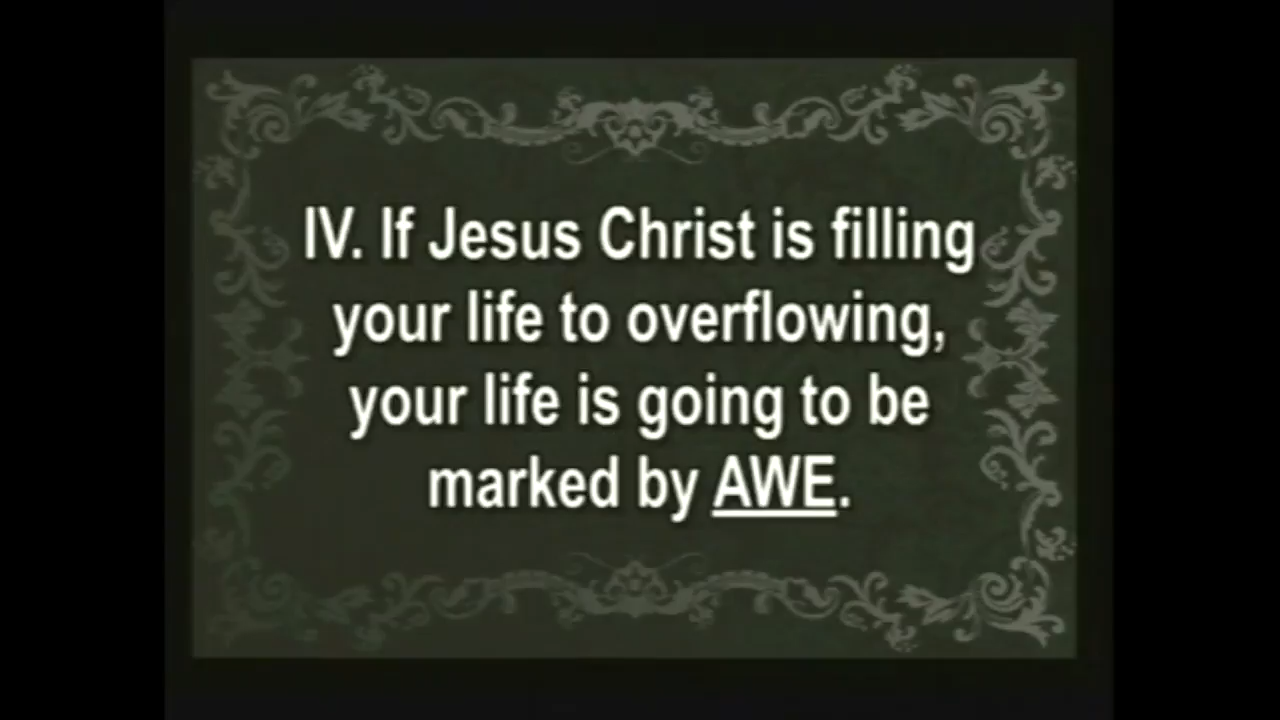 IV. If Jesus Christ is filling
your life to overflowing,
your life is going to be
marked by AWE.